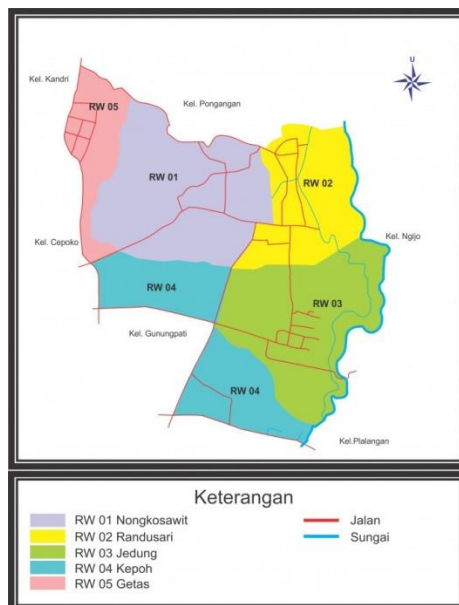 U
Kel. Kandri
RW 05
Kel. Pongangan
RW 01
RW 02
Kel. Cepoko
Kel. Ngijo
RW 04
RW 03
Kel. Gunungpati
RW 04
Kel.Plalangan
Keterangan
RW 01 Nongkosawit
RW 02 Randusari
RW 03 Jedung
RW 04 Kepoh
RW 05 Getas
Jalan
Sungai